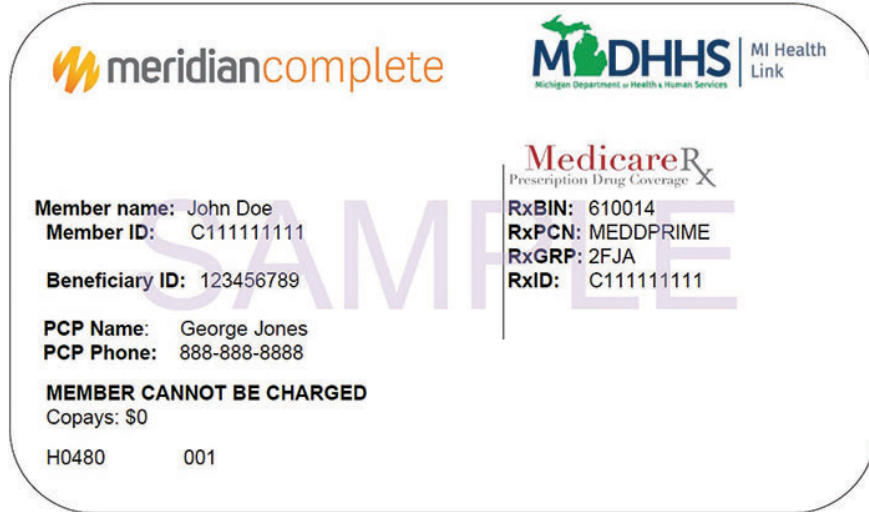 meridiancomplete
MDHHS
Michigan Department of Health & Human Services
MI Health
Link
MedicareRx
Prescription Drug Coverage
SAMPLE
Member name: John Doe
Member ID: C111111111
Beneficiary ID: 123456789
PCP Name: George Jones
PCP Phone: 888-888-8888
MEMBER CANNOT BE CHARGED
Copays: $0
H0480 001
RxBIN: 610014
RxPCN: MEDDPRIME
RxGRP: 2FJA
RxID: C111111111